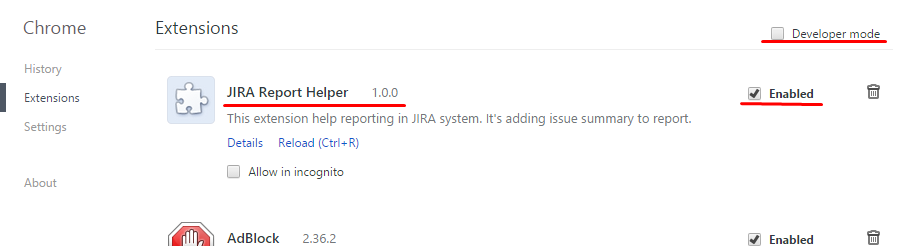 Chrome
Extensions
Developer mode
History
Extensions
Settings
About
JIRA Report Helper 1.0.0
Enabled
This extension help reporting in JIRA system. It's adding issue summary to report.
Details Reload (Ctrl+R)
Allow in incognito
AdBlock 2.36.2
Enabled